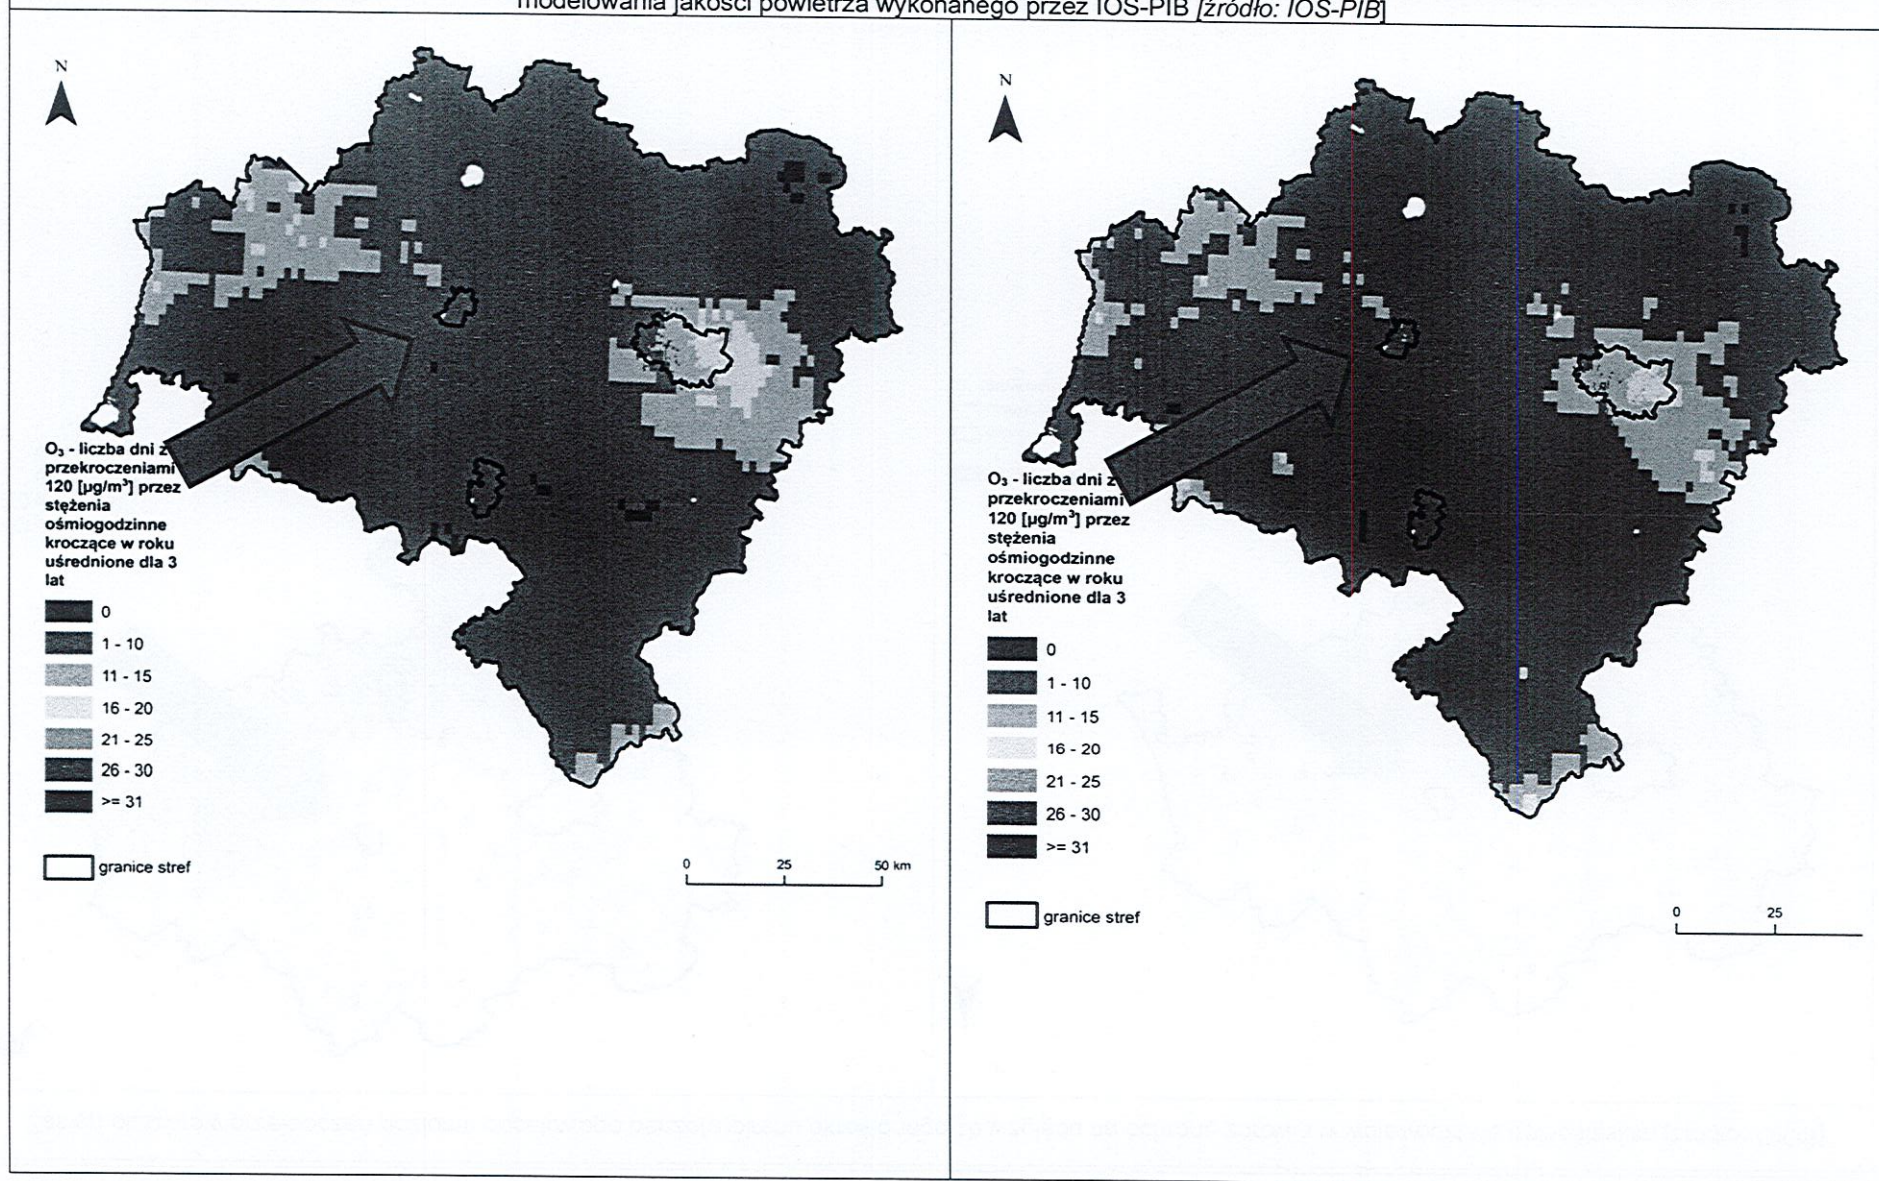 modelowania jakości powietrza wykonanego przez IOŚ-PIB [źródło: IOŚ-PIB]
N
O₃ - liczba dni z
przekroczeniami
120 [µg/m³] przez
stężenia
ośmiogodzinne
kroczące w roku
uśrednione dla 3
lat
0
1 - 10
11 - 15
16 - 20
21 - 25
26 - 30
>= 31
granice stref
0 25 50 km
N
O₃ - liczba dni z
przekroczeniami
120 [µg/m³] przez
stężenia
ośmiogodzinne
kroczące w roku
uśrednione dla 3
lat
0
1 - 10
11 - 15
16 - 20
21 - 25
26 - 30
>= 31
granice stref
0 25